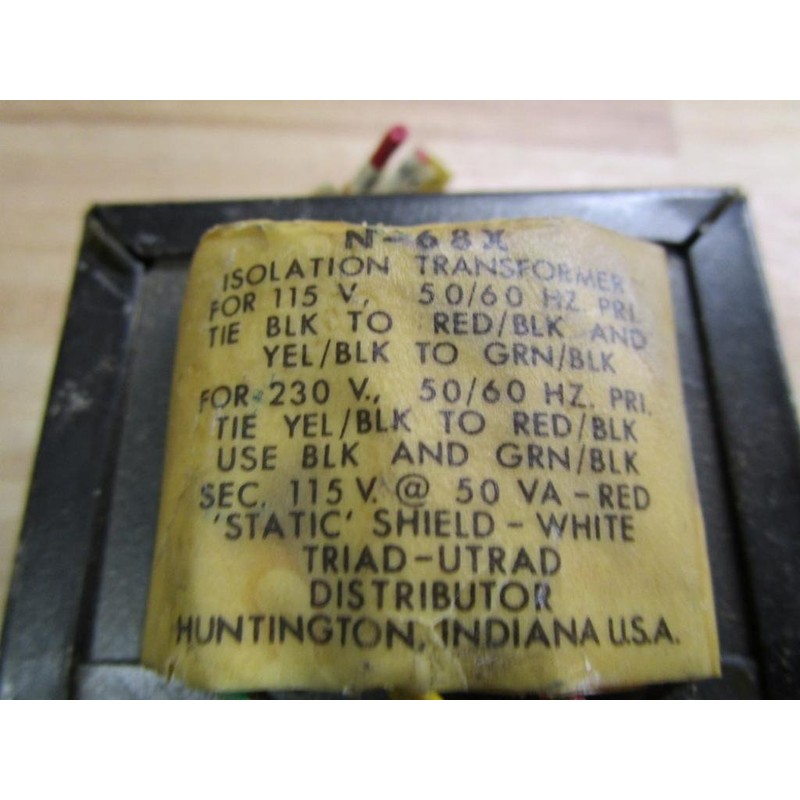 N-68X
ISOLATION TRANSFORMER
FOR 115 V., 50/60 HZ. PRI.
TIE BLK TO RED/BLK AND
YEL/BLK TO GRN/BLK
FOR 230 V., 50/60 HZ. PRI.
TIE YEL/BLK TO RED/BLK
USE BLK AND GRN/BLK
SEC. 115 V. @ 50 VA - RED
'STATIC' SHIELD - WHITE
TRIAD-UTRAD
DISTRIBUTOR
HUNTINGTON, INDIANA U.S.A.